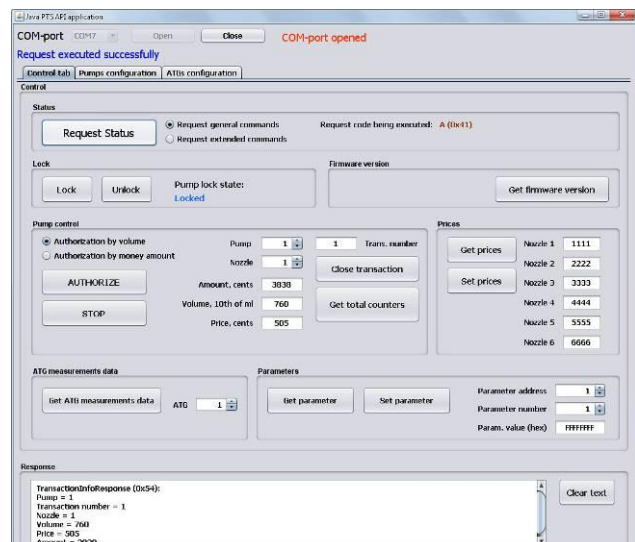 Java PTS API application
COM-port COM7 Open Close COM-port opened
Request executed successfully
Control tab Pumps configuration ATGs configuration
Control
Status
Request Status
Request general commands
Request extended commands
Request code being executed: A (0x41)
Lock
Lock Unlock
Pump lock state:
Locked
Firmware version
Get firmware version
Pump control
Authorization by volume
Authorization by money amount
AUTHORIZE
STOP
Pump 1
Nozzle 1
Amount, cents 3838
Volume, 10th of ml 760
Price, cents 505
1 Trans. number
Close transaction
Get total counters
Prices
Get prices
Set prices
Nozzle 1 1111
Nozzle 2 2222
Nozzle 3 3333
Nozzle 4 4444
Nozzle 5 5555
Nozzle 6 6666
ATG measurements data
Get ATG measurements data ATG 1
Parameters
Get parameter Set parameter
Parameter address 1
Parameter number 1
Param. value (hex) FFFFFFFF
Response
TransactionInfoResponse (0x54):
Pump = 1
Transaction number = 1
Nozzle = 1
Volume = 760
Price = 505
Clear text